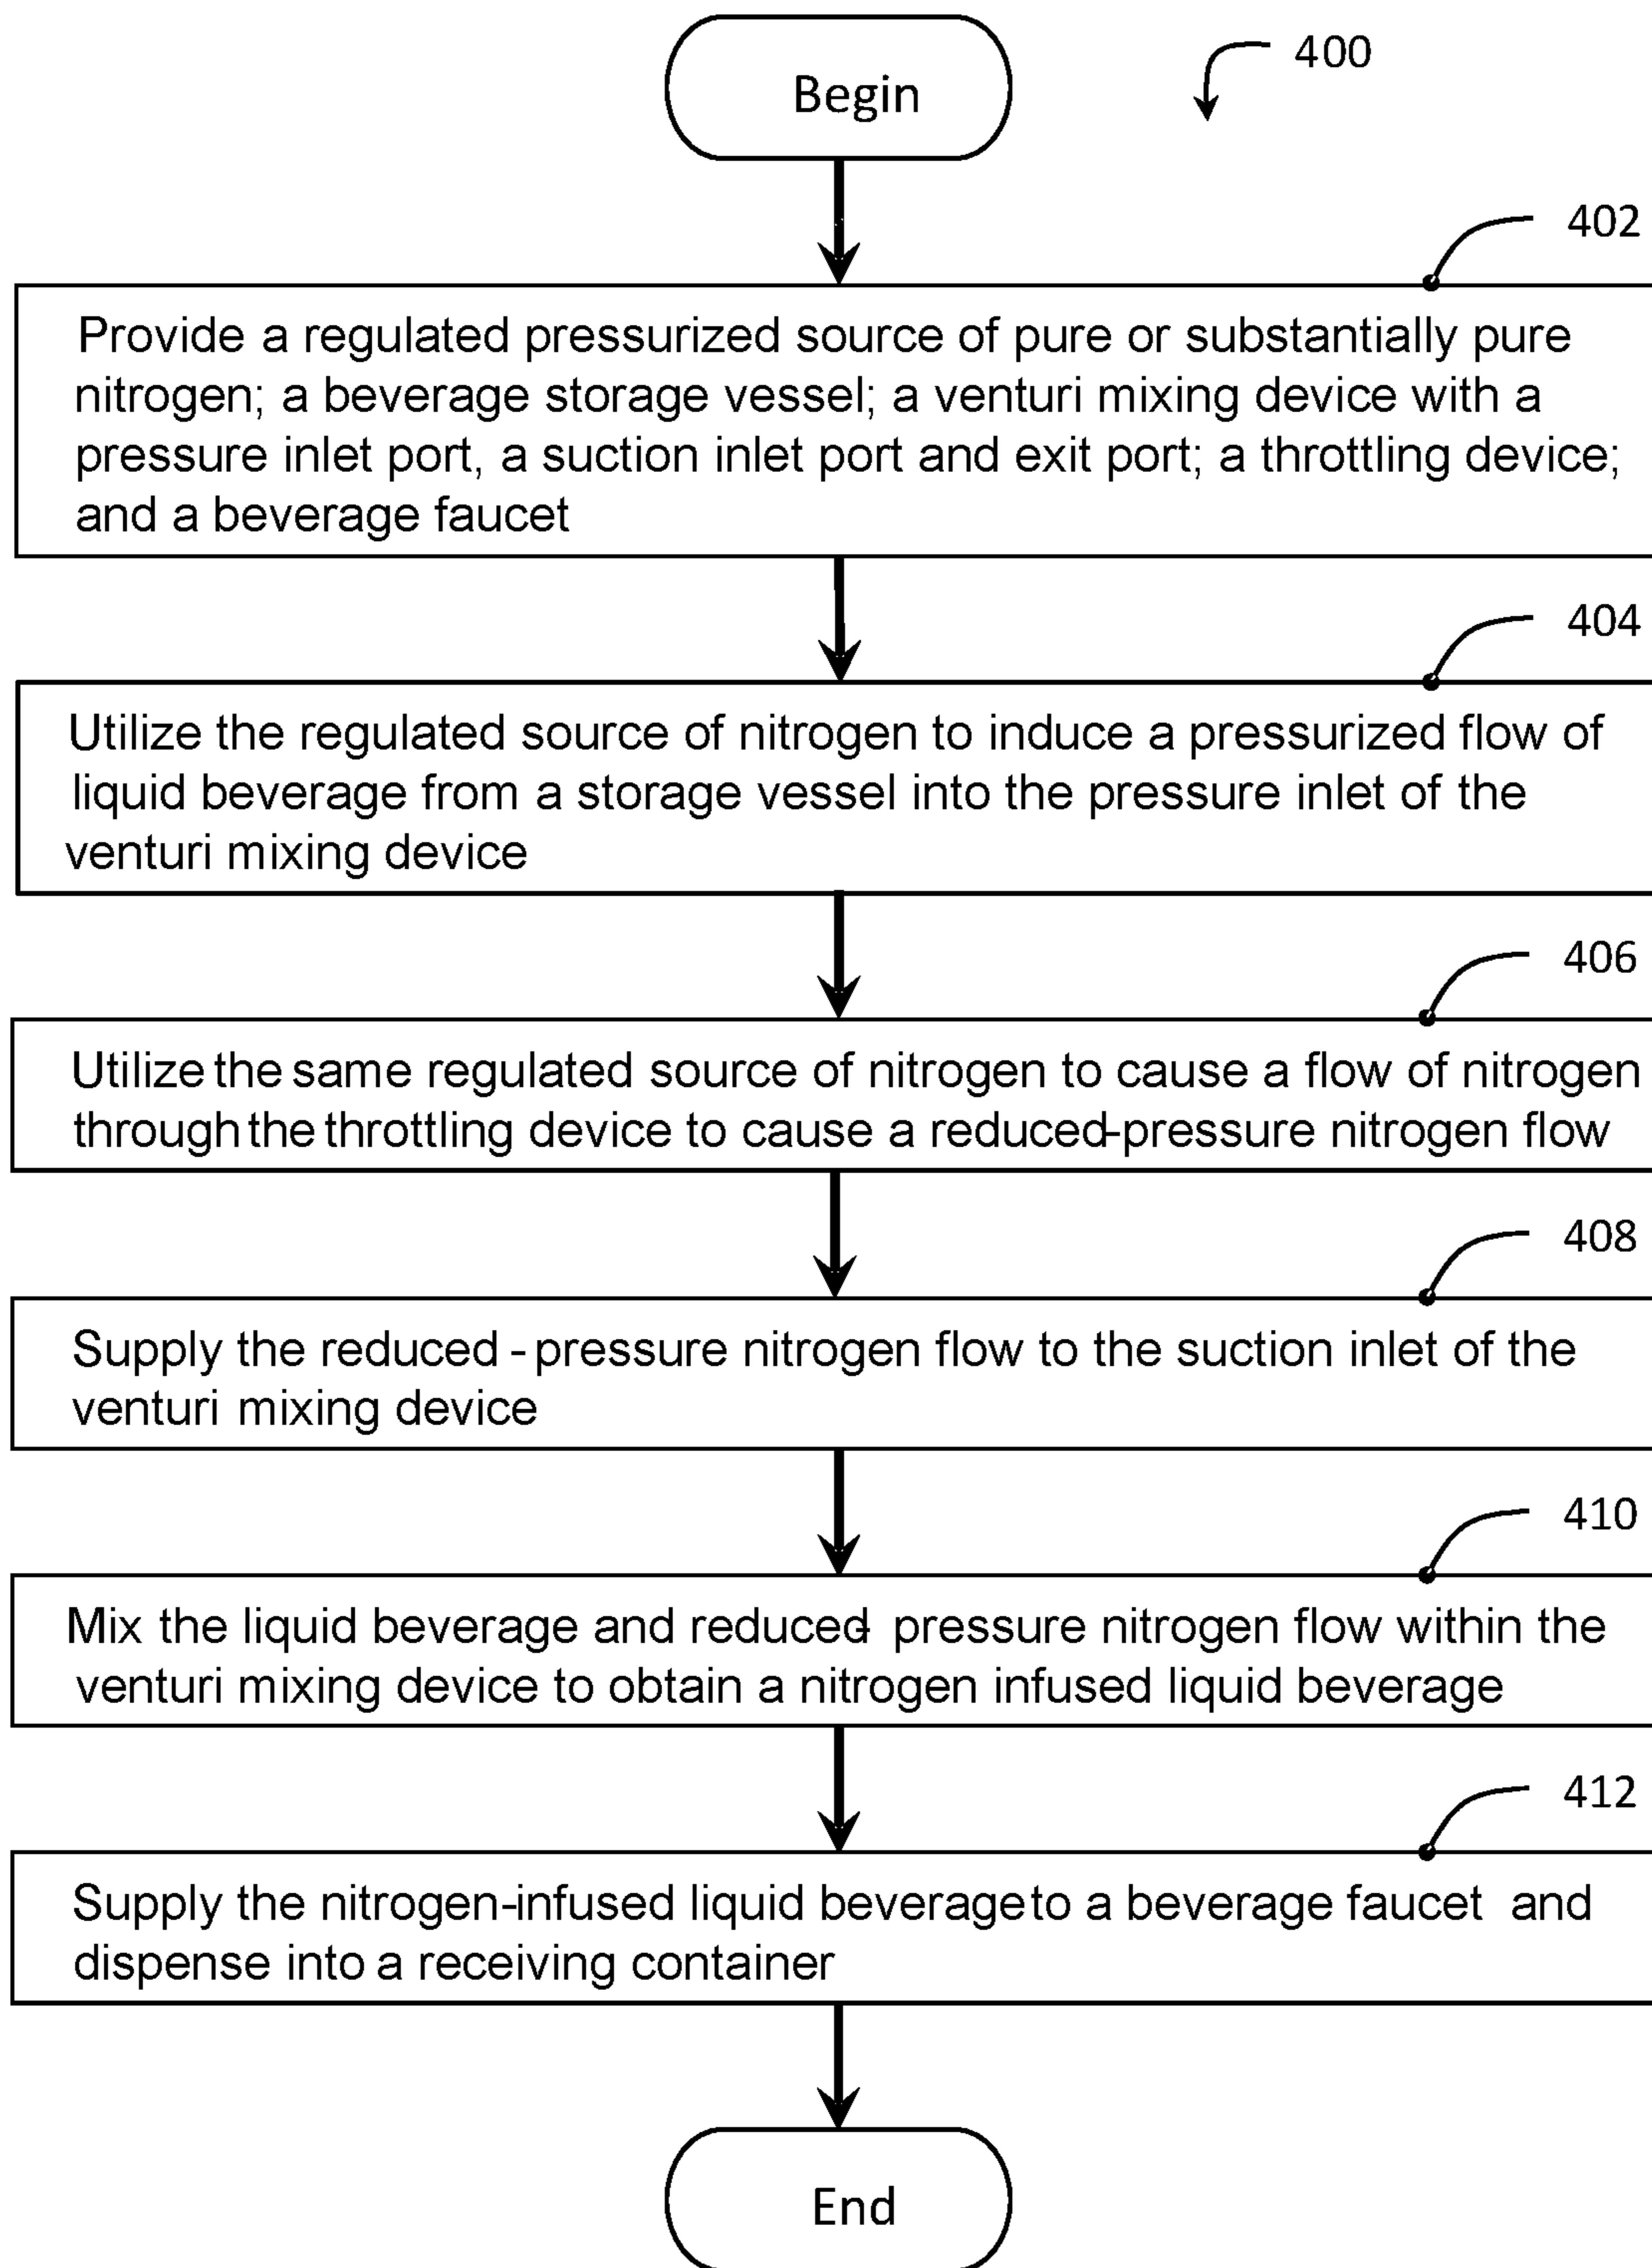 Begin
400
402
Provide a regulated pressurized source of pure or substantially pure
nitrogen; a beverage storage vessel; a venturi mixing device with a
pressure inlet port, a suction inlet port and exit port; a throttling device;
and a beverage faucet
404
Utilize the regulated source of nitrogen to induce a pressurized flow of
liquid beverage from a storage vessel into the pressure inlet of the
venturi mixing device
406
Utilize the same regulated source of nitrogen to cause a flow of nitrogen
through the throttling device to cause a reduced-pressure nitrogen flow
408
Supply the reduced - pressure nitrogen flow to the suction inlet of the
venturi mixing device
410
Mix the liquid beverage and reduced- pressure nitrogen flow within the
venturi mixing device to obtain a nitrogen infused liquid beverage
412
Supply the nitrogen-infused liquid beverage to a beverage faucet and
dispense into a receiving container
End